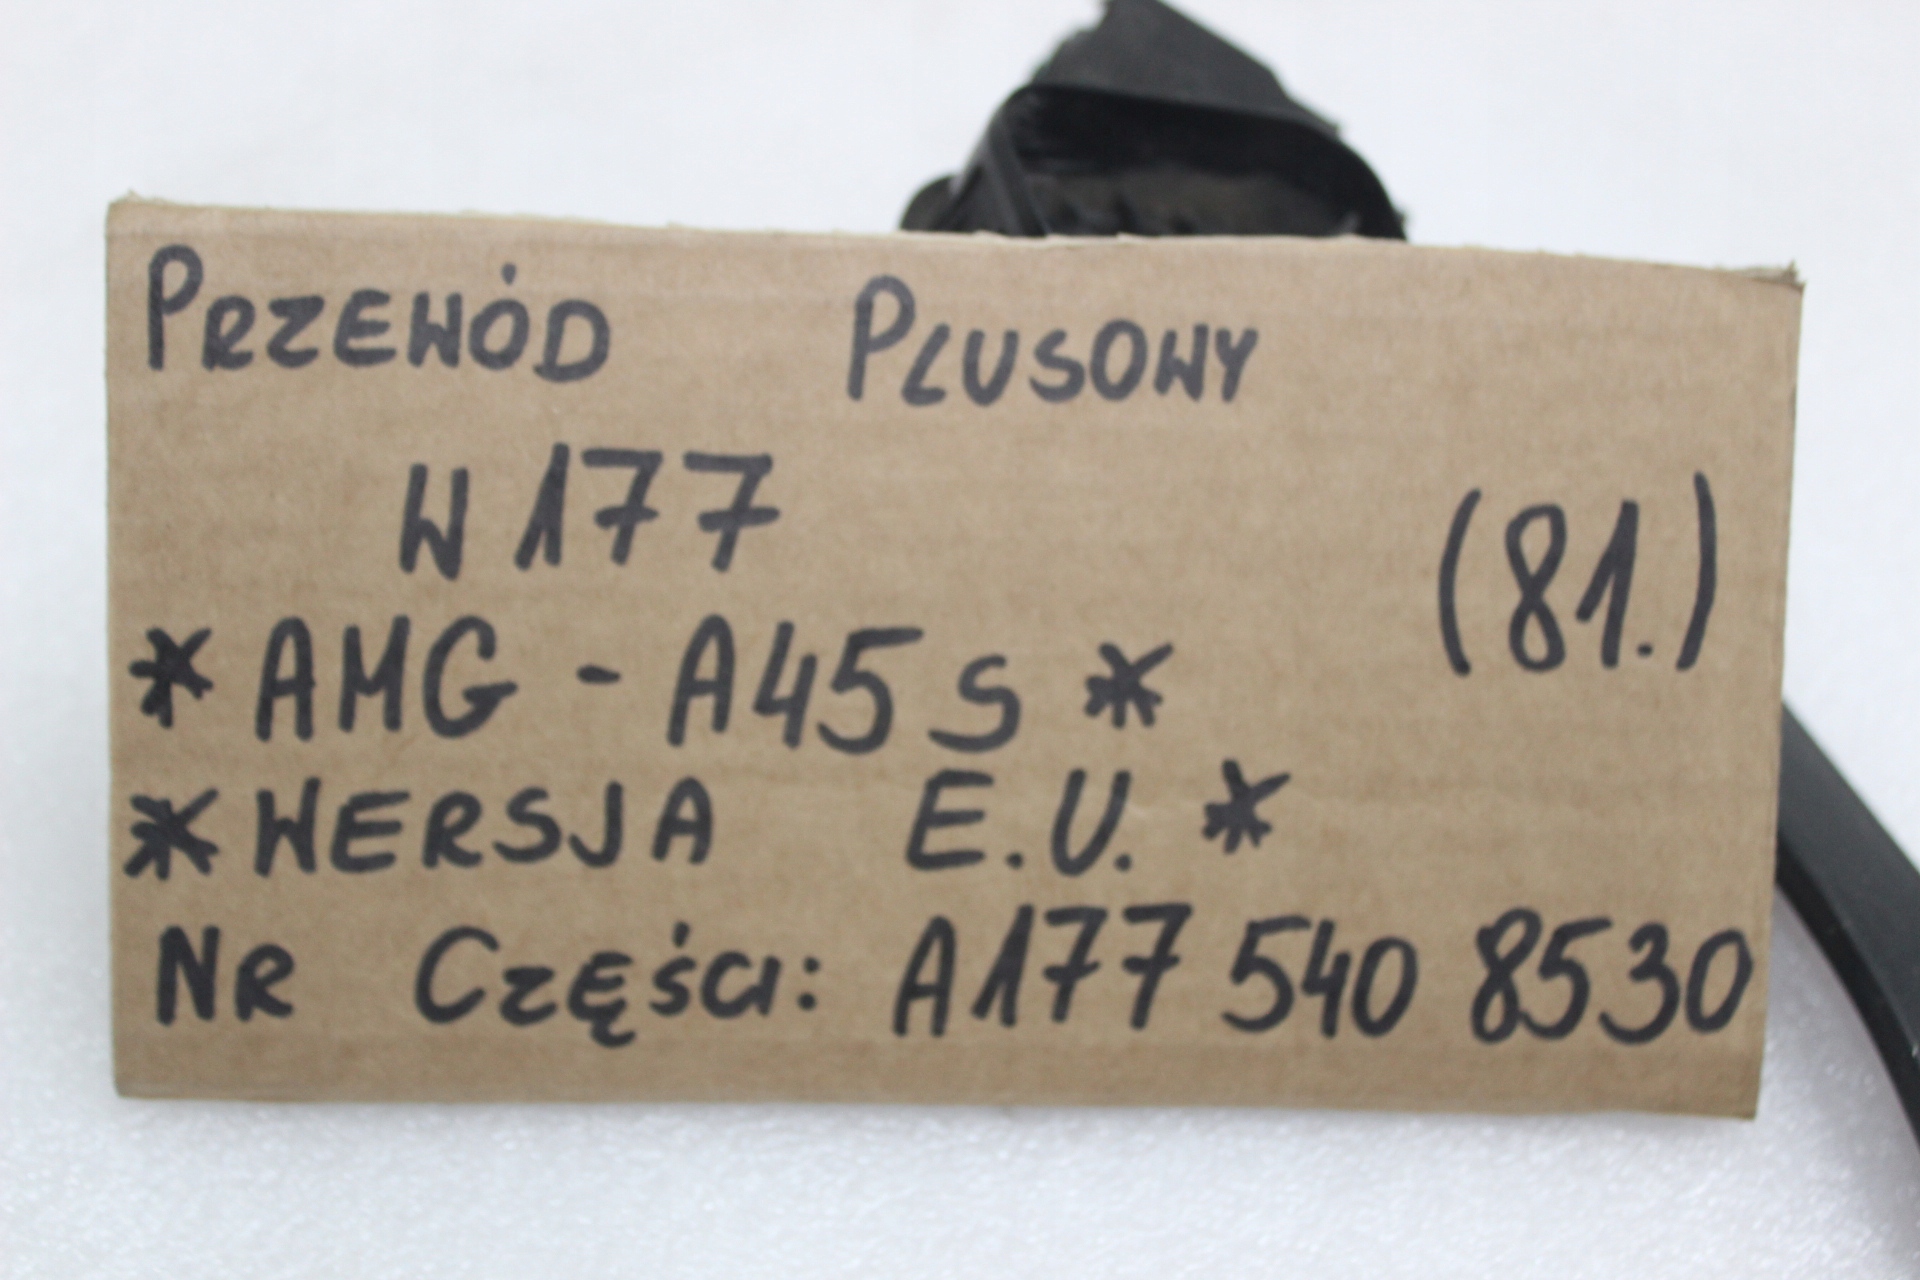 PRZEWÓD PLUSOWY
W177
(81.)
* AMG - A45 S *
* WERSJA E.U. *
NR CZĘŚCI: A177 540 8530